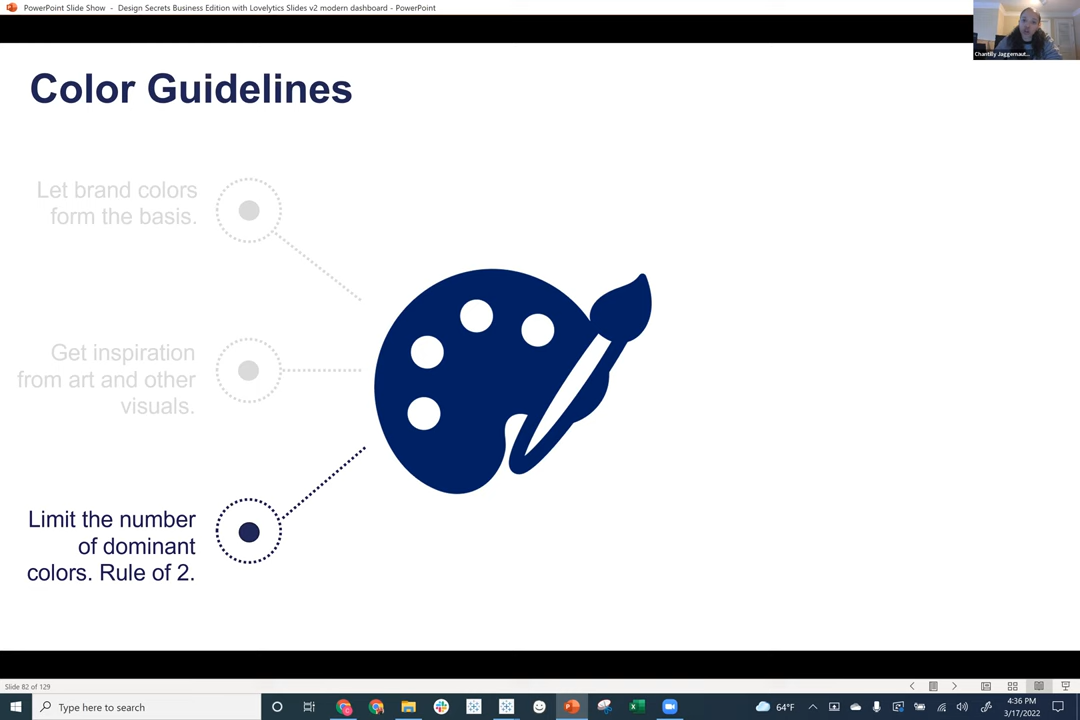 PowerPoint Slide Show - Design Secrets Business Edition with Lovelytics Slides v2 modern dashboard - PowerPoint
Chantilly Jaggernaut...
Color Guidelines
Let brand colors
form the basis.
Get inspiration
from art and other
visuals.
Limit the number
of dominant
colors. Rule of 2.
Slide 82 of 129
Type here to search
64°F
4:36 PM
3/17/2022